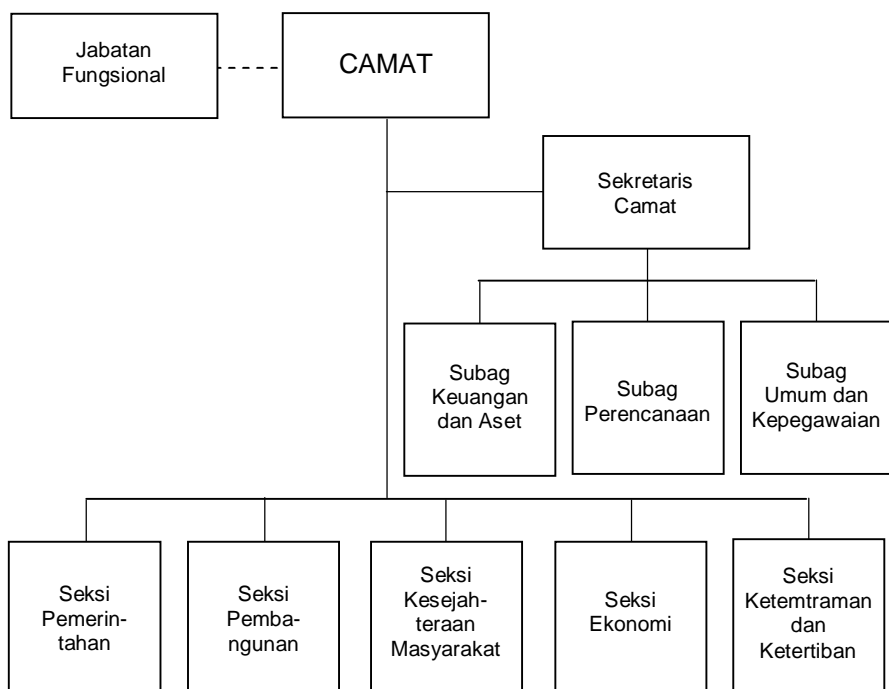 Jabatan
Fungsional
CAMAT
Sekretaris
Camat
Subag
Keuangan
dan Aset
Subag
Perencanaan
Subag
Umum dan
Kepegawaian
Seksi
Pemerin-
tahan
Seksi
Pemba-
ngunan
Seksi
Kesejah-
teraan
Masyarakat
Seksi
Ekonomi
Seksi
Ketemtraman
dan
Ketertiban